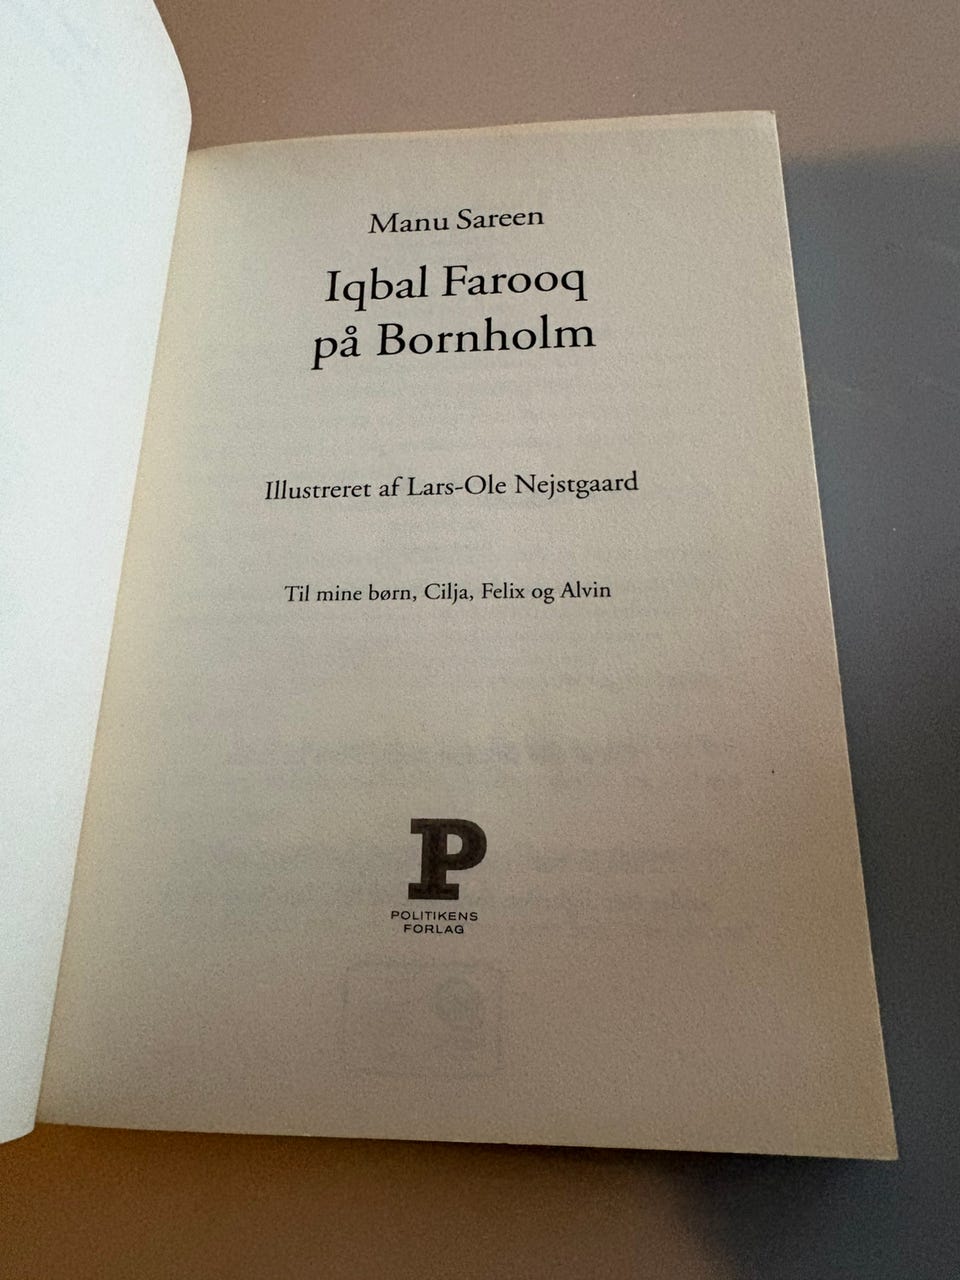 Manu Sareen
Iqbal Farooq
på Bornholm
Illustreret af Lars-Ole Nejstgaard
Til mine børn, Cilja, Felix og Alvin
P
POLITIKENS
FORLAG